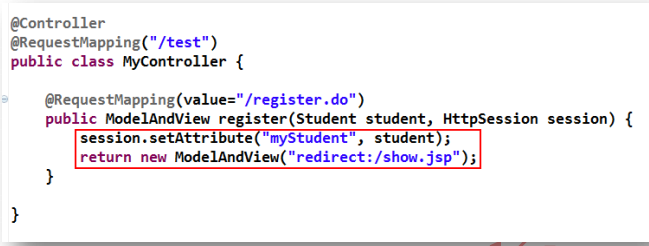 @Controller
@RequestMapping("/test")
public class MyController {
@RequestMapping(value="/register.do")
public ModelAndView register(Student student, HttpSession session) {
session.setAttribute("myStudent", student);
return new ModelAndView("redirect:/show.jsp");
}
}